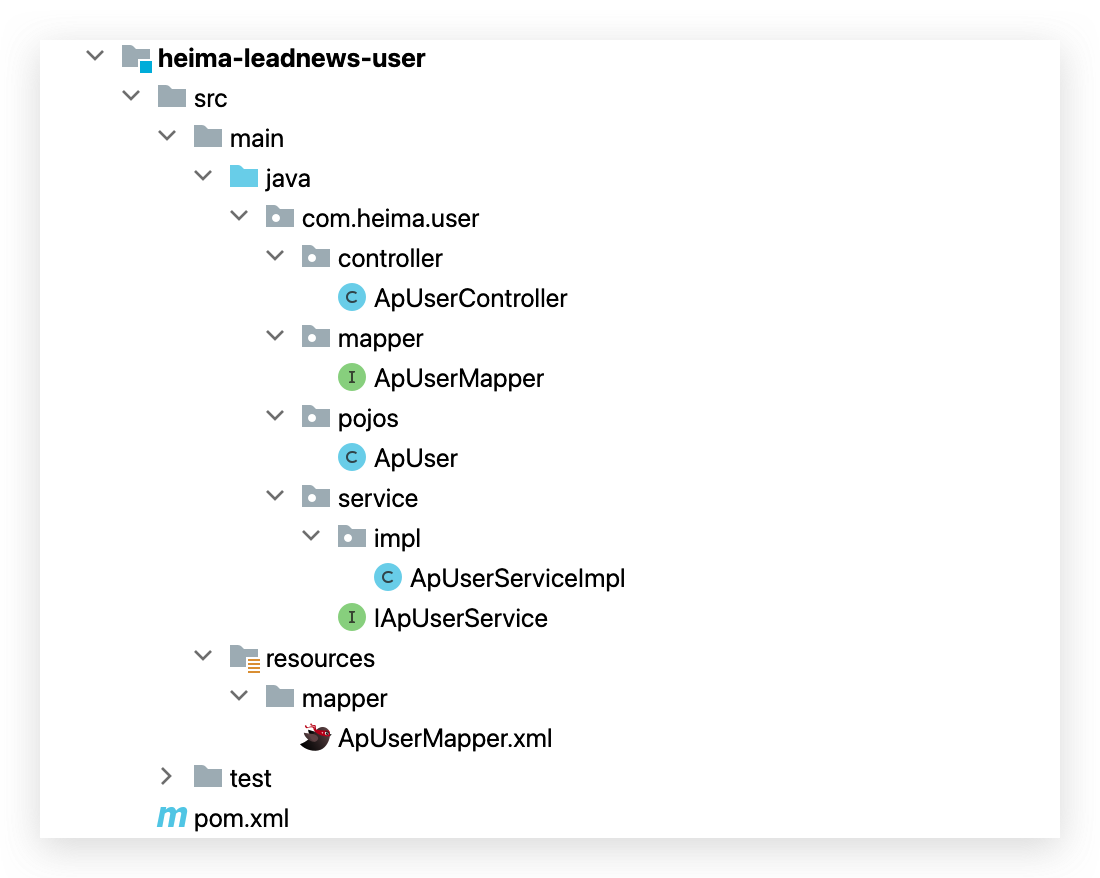 heima-leadnews-user
src
main
java
com.heima.user
controller
C ApUserController
mapper
I ApUserMapper
pojos
C ApUser
service
impl
C ApUserServiceImpl
I IApUserService
resources
mapper
ApUserMapper.xml
test
m pom.xml